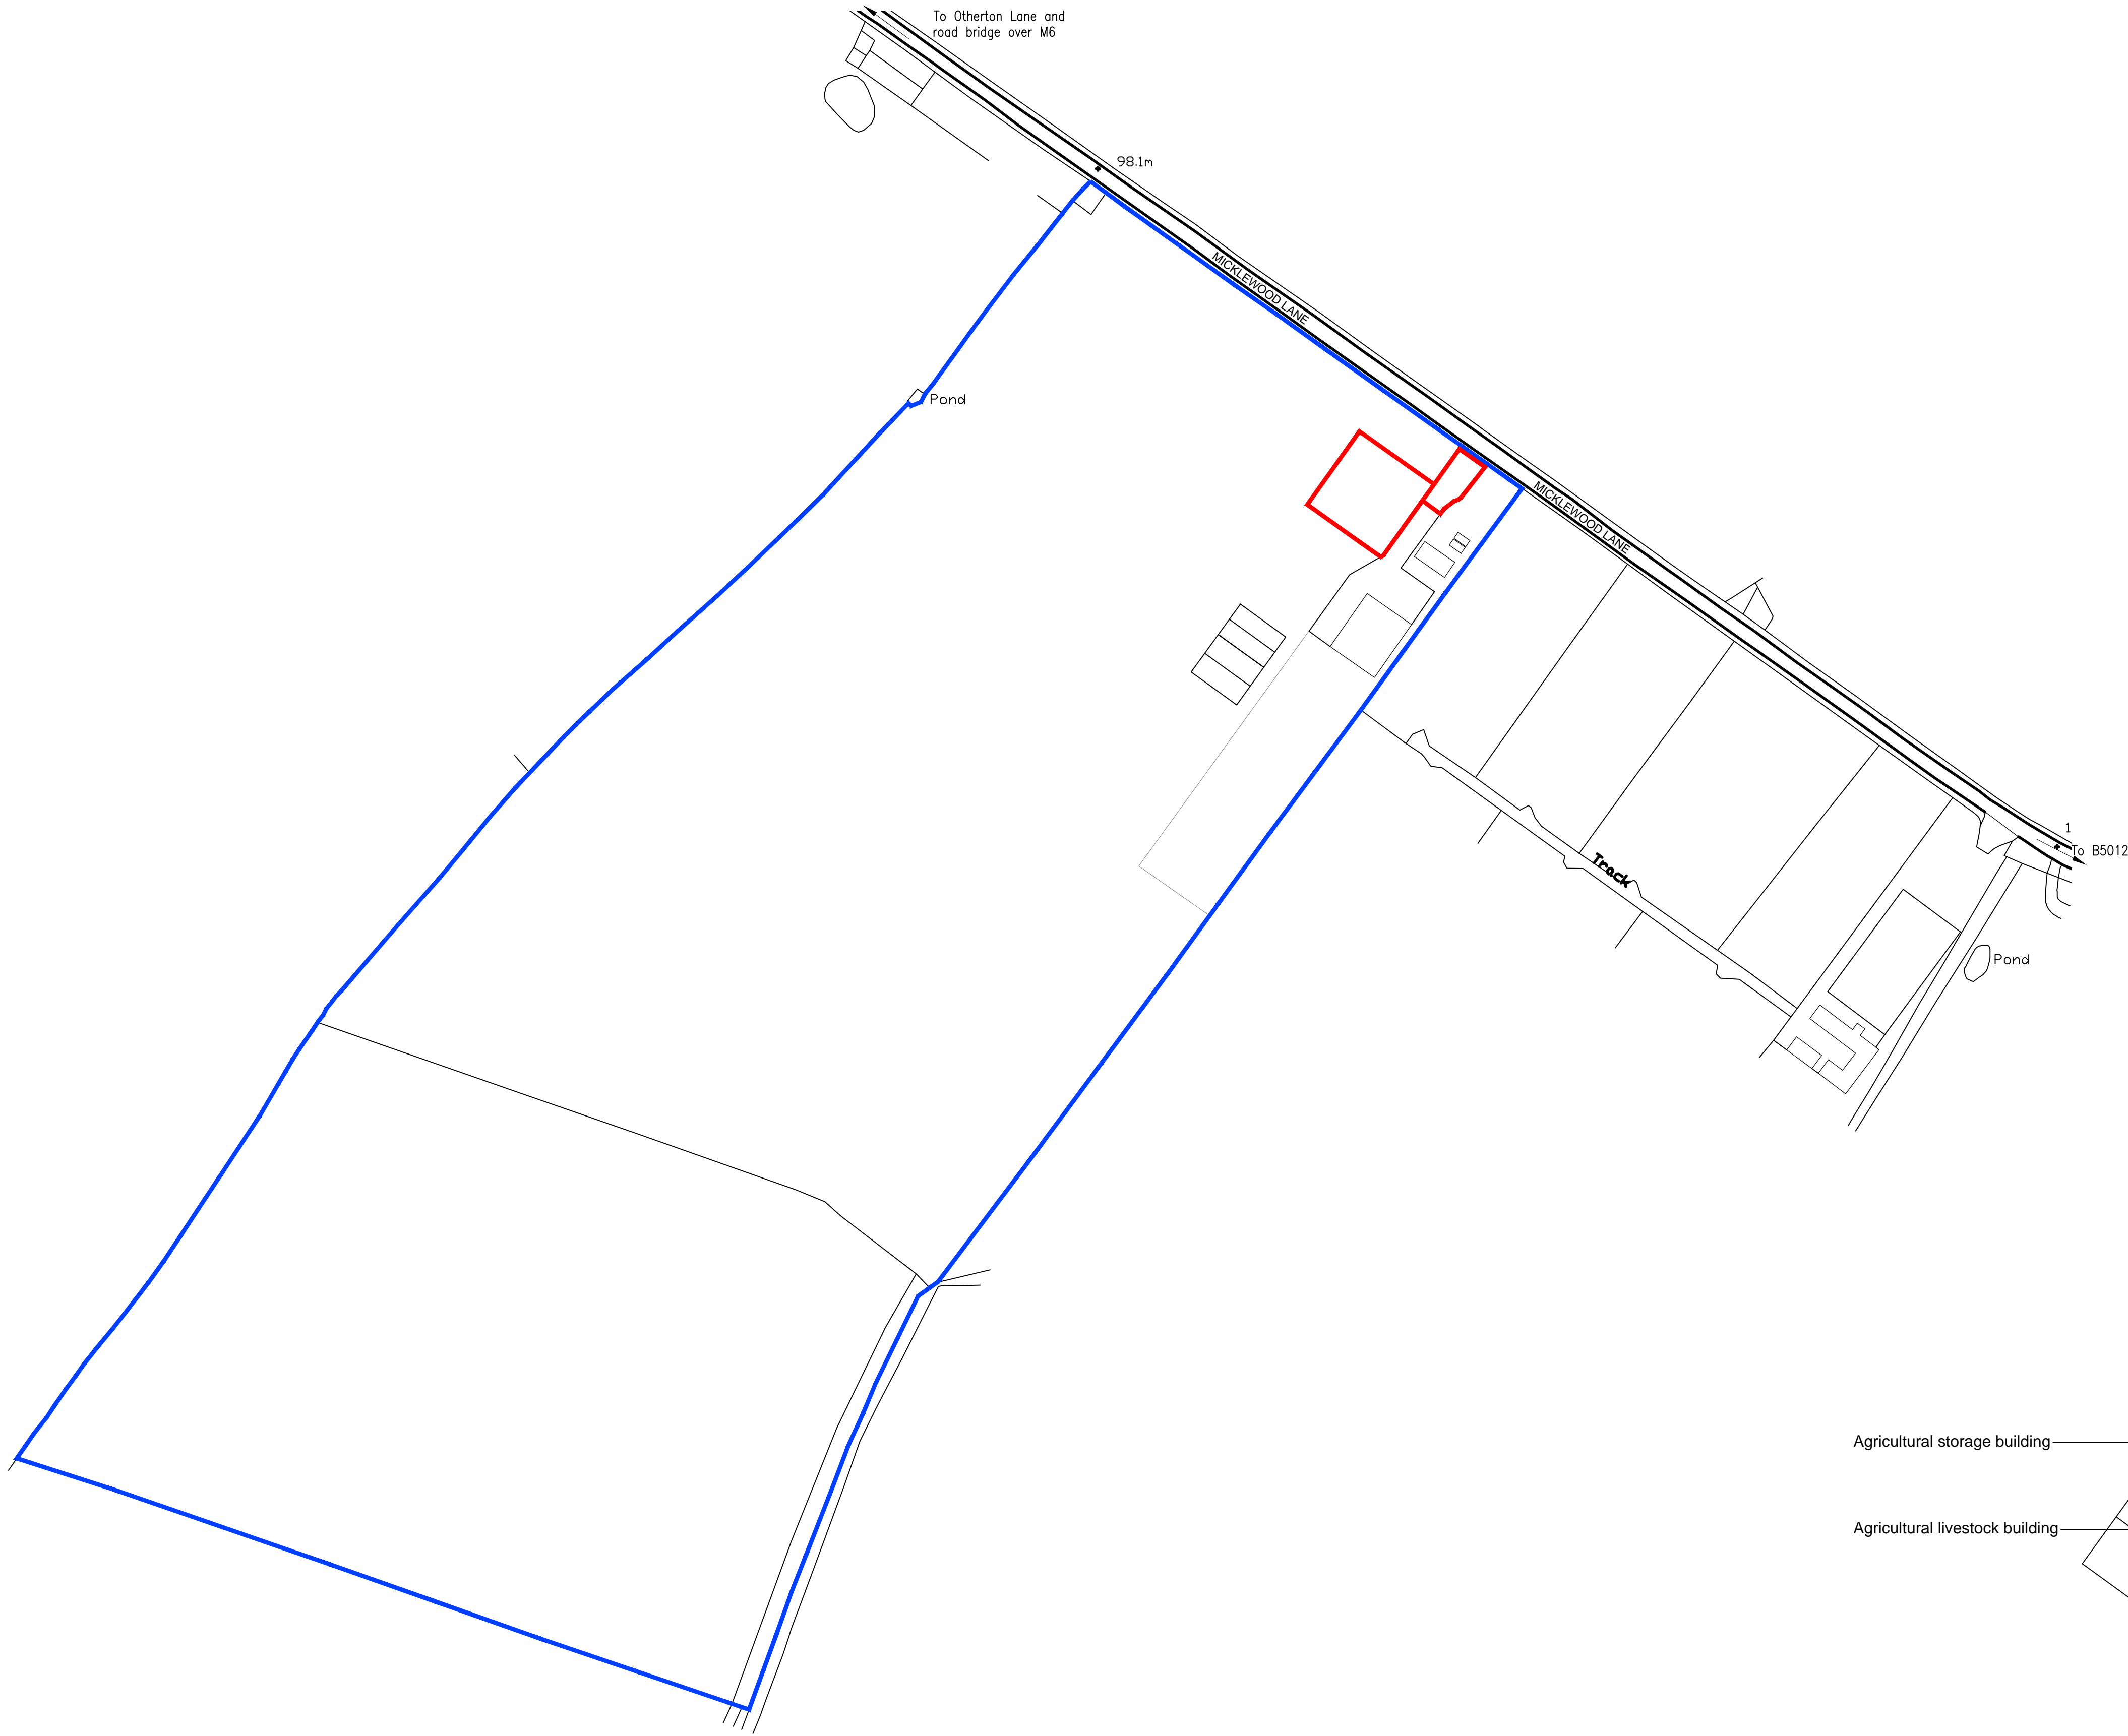 To Otherton Lane and
road bridge over M6
98.1m
MICKLEWOOD LANE
Pond
MICKLEWOOD LANE
1
To B5012
Track
Pond
Agricultural storage building
Agricultural livestock building